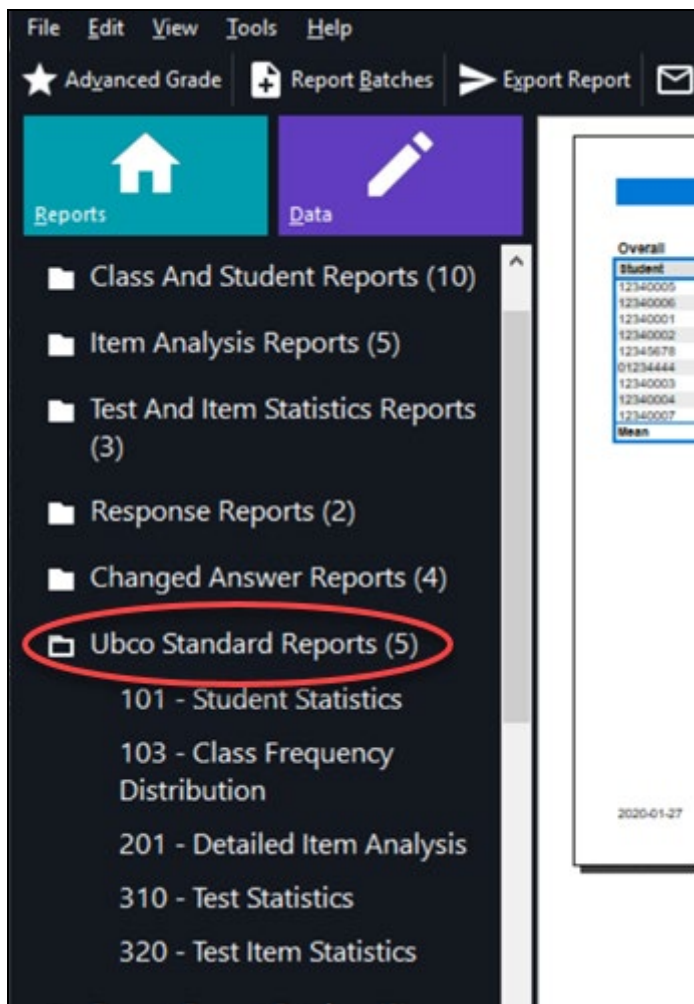 File Edit View Tools Help
Advanced Grade Report Batches Export Report
Reports Data
Class And Student Reports (10)
Item Analysis Reports (5)
Test And Item Statistics Reports
(3)
Response Reports (2)
Changed Answer Reports (4)
Ubco Standard Reports (5)
101 - Student Statistics
103 - Class Frequency
Distribution
201 - Detailed Item Analysis
310 - Test Statistics
320 - Test Item Statistics
Overall
Student
12340005
12340006
12340001
12340002
12345678
01234444
12340003
12340004
12340007
Mean
2020-01-27